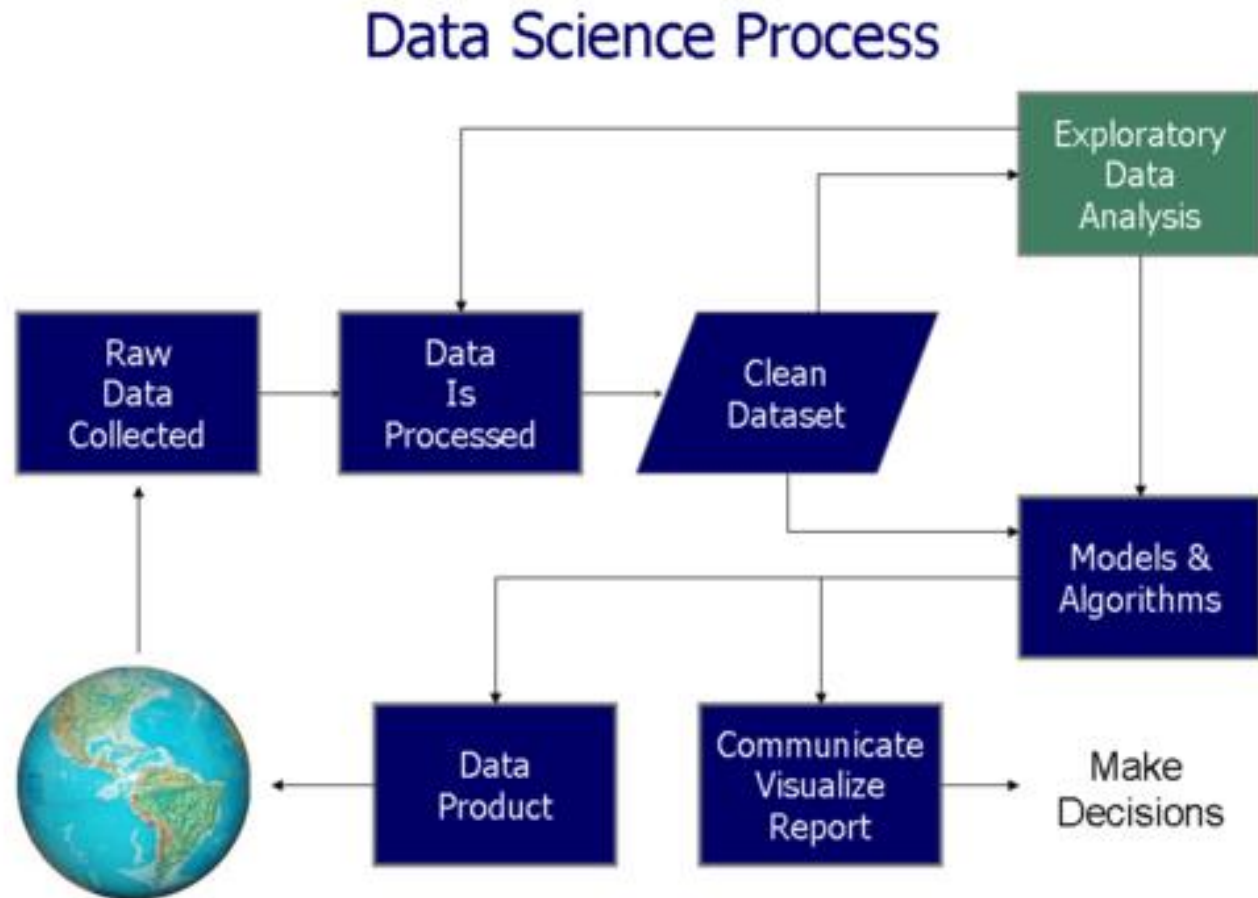 Data Science Process
Exploratory
Data
Analysis
Raw
Data
Collected
Data
Is
Processed
Clean
Dataset
Models &
Algorithms
Data
Product
Communicate
Visualize
Report
Make
Decisions